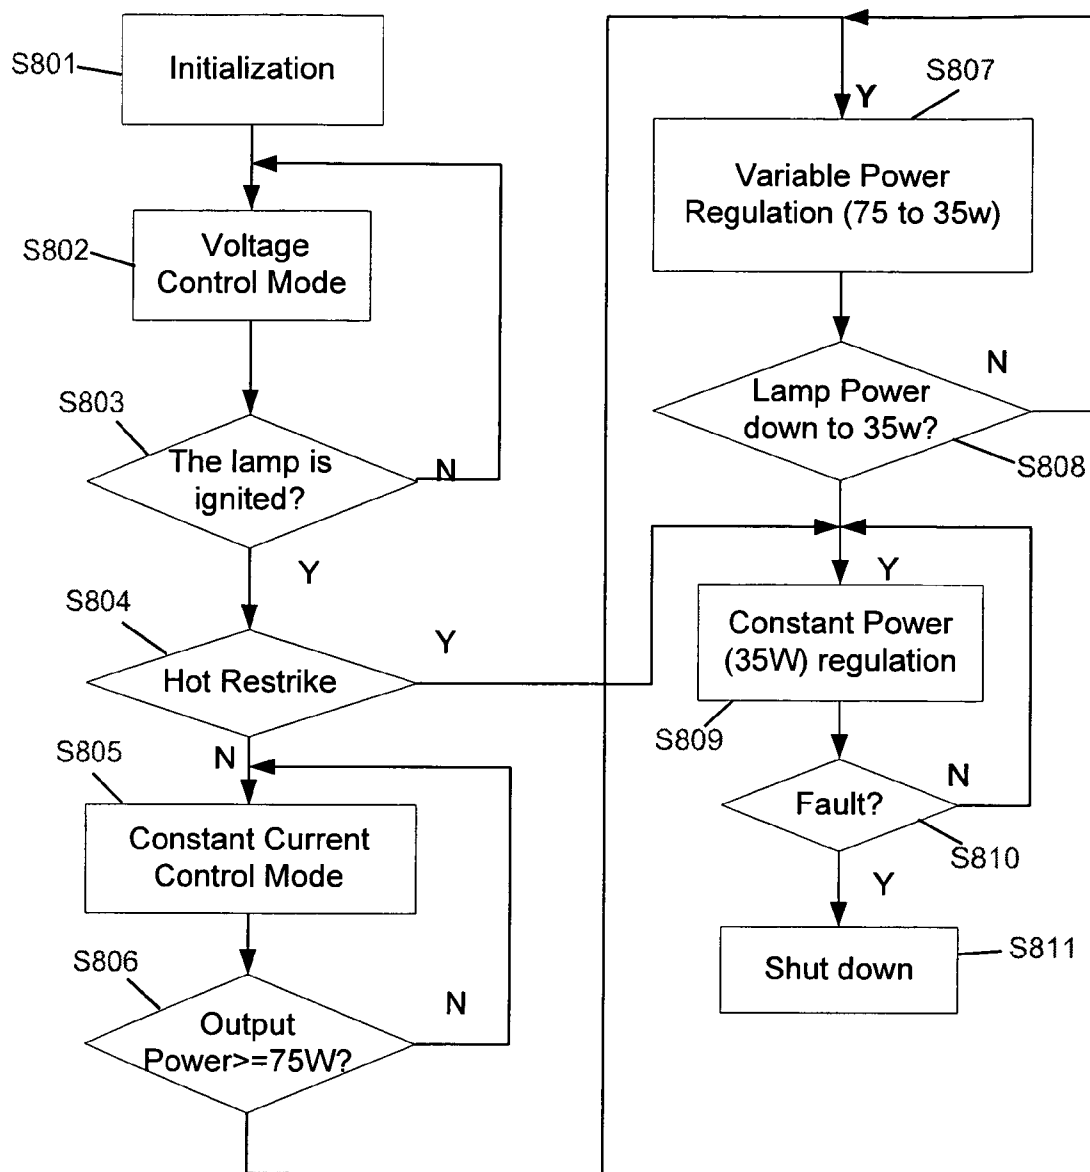 S801
Initialization
S802
Voltage
Control Mode
S803
The lamp is
ignited?
N
Y
S804
Hot Restrike
Y
N
S805
Constant Current
Control Mode
S806
Output
Power>=75W?
N
Y
S807
Variable Power
Regulation (75 to 35w)
Lamp Power
down to 35w?
N
S808
Y
Constant Power
(35W) regulation
S809
Fault?
N
S810
Y
Shut down
S811